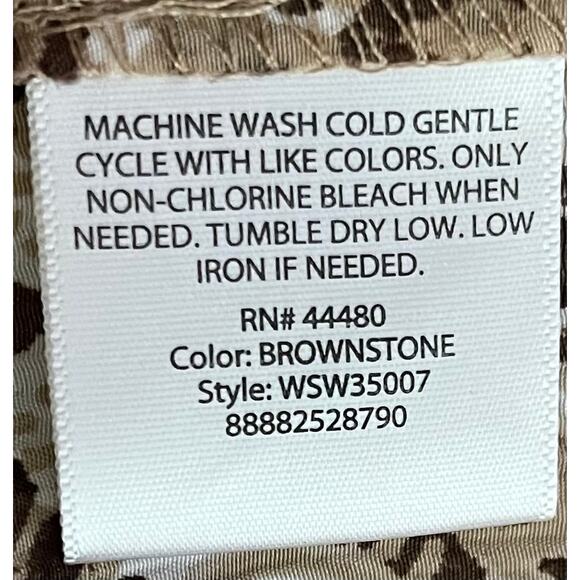 MACHINE WASH COLD GENTLE
CYCLE WITH LIKE COLORS. ONLY
NON-CHLORINE BLEACH WHEN
NEEDED. TUMBLE DRY LOW. LOW
IRON IF NEEDED.
RN# 44480
Color: BROWNSTONE
Style: WSW35007
88882528790